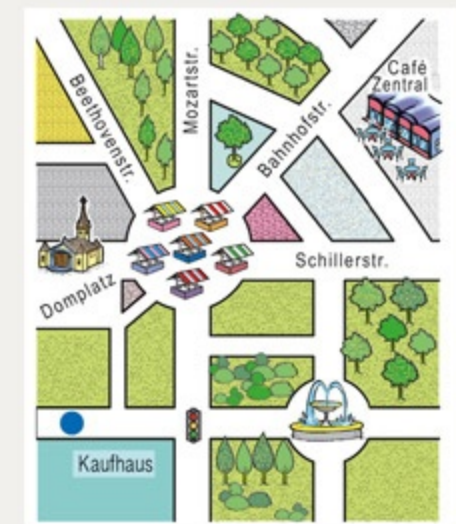 Café
Zentral
Mozartstr.
Beethovenstr.
Bahnhofstr.
Schillerstr.
Domplatz
Kaufhaus